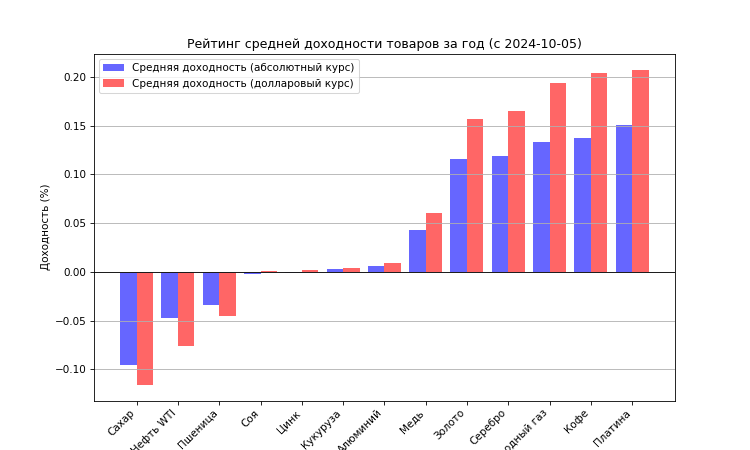 Рейтинг средней доходности товаров за год (с 2024-10-05)
Средняя доходность (абсолютный курс)
Средняя доходность (долларовый курс)
Доходность (%)
0.20
0.15
0.10
0.05
0.00
−0.05
−0.10
Сахар
Нефть WTI
Пшеница
Соя
Цинк
Кукуруза
Алюминий
Медь
Золото
Серебро
одный газ
Кофе
Платина